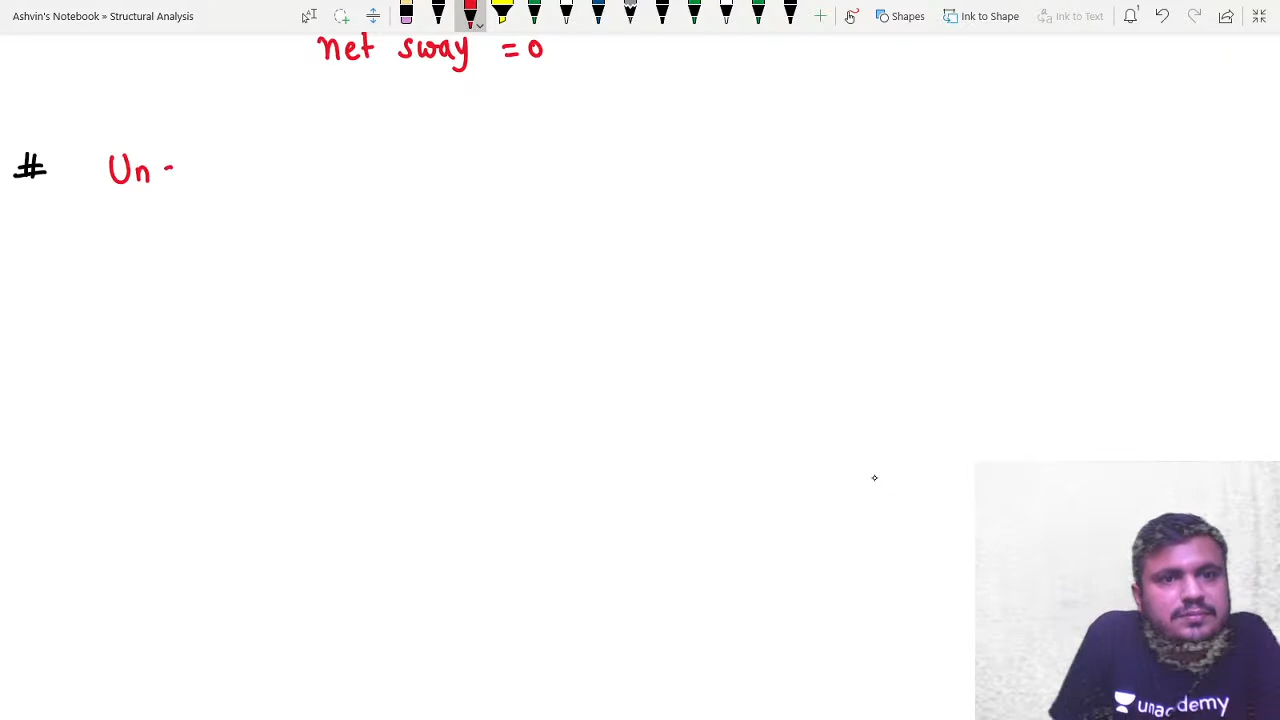 Ashvin's Notebook » Structural Analysis
Shapes
Ink to Shape
Ink to Text
net sway = 0
# Un -
unacademy